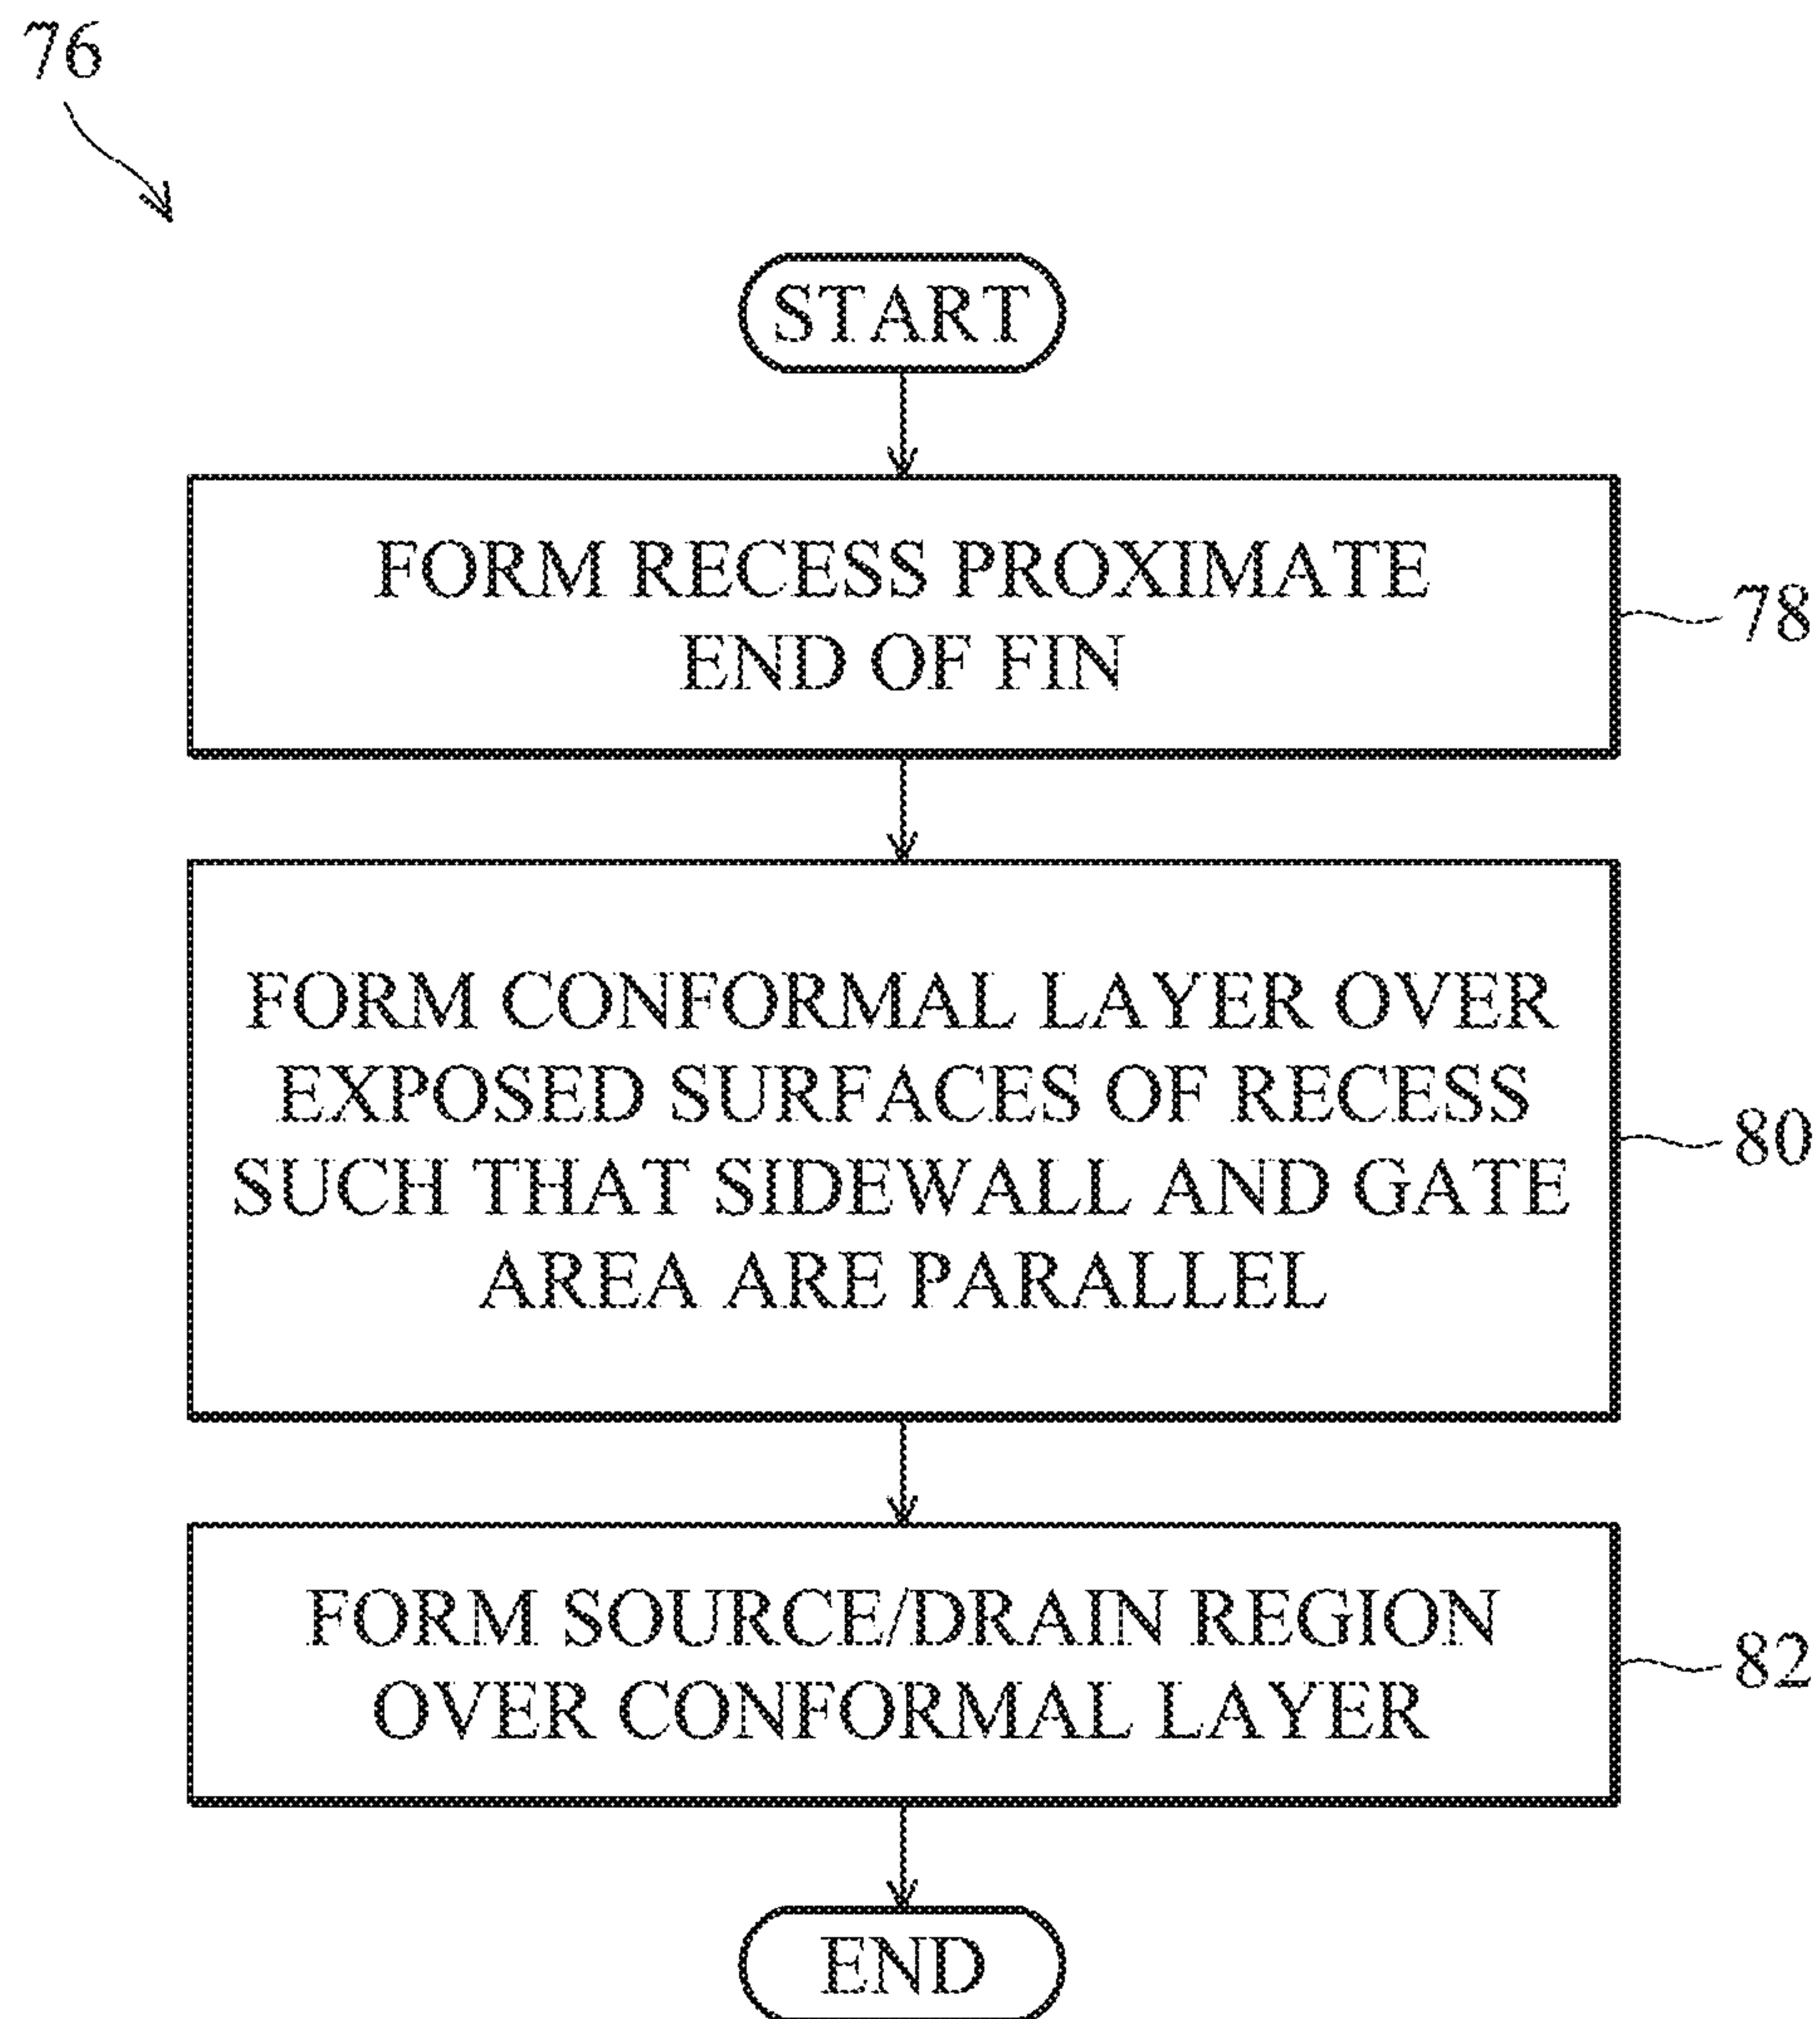 76
START
FORM RECESS PROXIMATE
END OF FIN
78
FORM CONFORMAL LAYER OVER
EXPOSED SURFACES OF RECESS
SUCH THAT SIDEWALL AND GATE
AREA ARE PARALLEL
80
FORM SOURCE/DRAIN REGION
OVER CONFORMAL LAYER
82
END